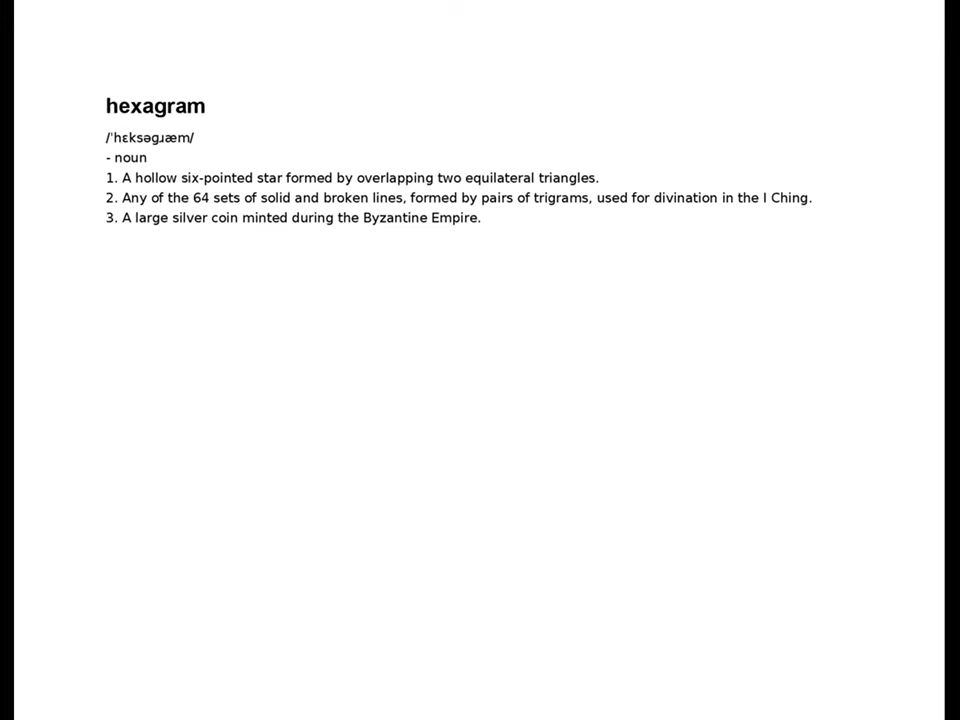 hexagram
/ˈhɛksəɡɹæm/
- noun
1. A hollow six-pointed star formed by overlapping two equilateral triangles.
2. Any of the 64 sets of solid and broken lines, formed by pairs of trigrams, used for divination in the I Ching.
3. A large silver coin minted during the Byzantine Empire.